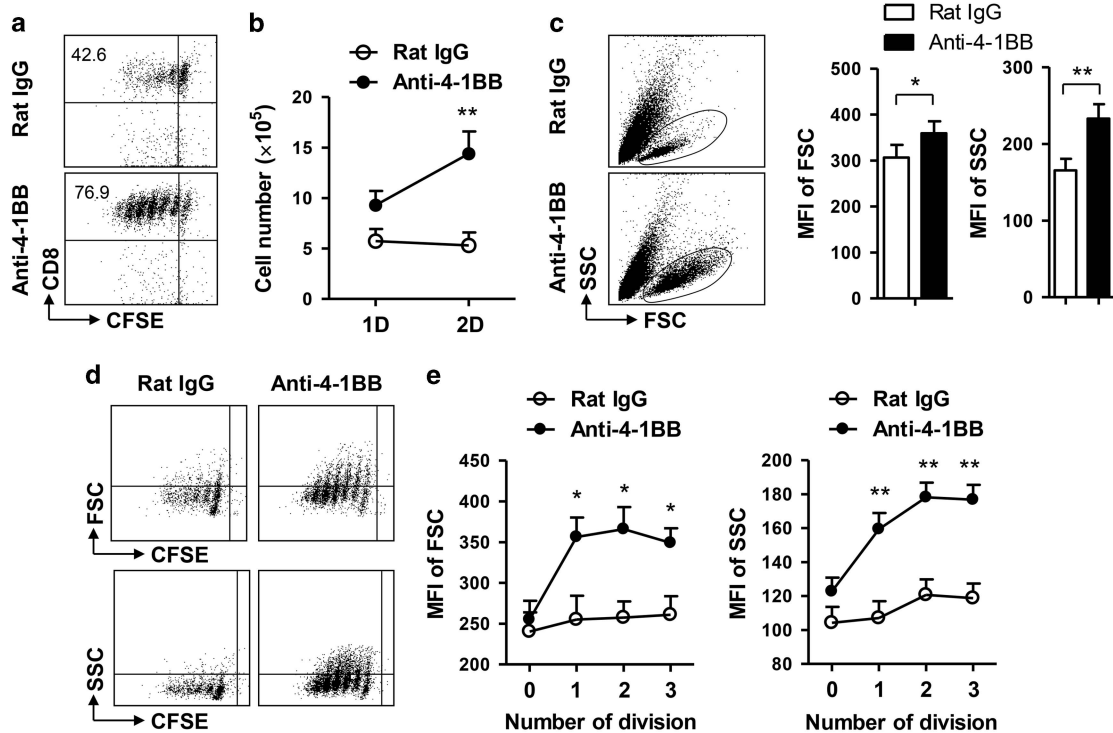 a
Rat IgG
42.6
Anti-4-1BB
76.9
CD8
CFSE
b
Rat IgG
Anti-4-1BB
Cell number (×10⁵)
20
15
10
5
0
**
1D
2D
c
Rat IgG
Anti-4-1BB
SSC
FSC
Rat IgG
Anti-4-1BB
MFI of FSC
500
400
300
200
100
0
*
MFI of SSC
300
200
100
0
**
d
Rat IgG
Anti-4-1BB
FSC
CFSE
SSC
CFSE
e
Rat IgG
Anti-4-1BB
MFI of FSC
450
400
350
300
250
200
*
*
*
0 1 2 3
Number of division
Rat IgG
Anti-4-1BB
MFI of SSC
200
180
160
140
120
100
80
**
**
**
0 1 2 3
Number of division